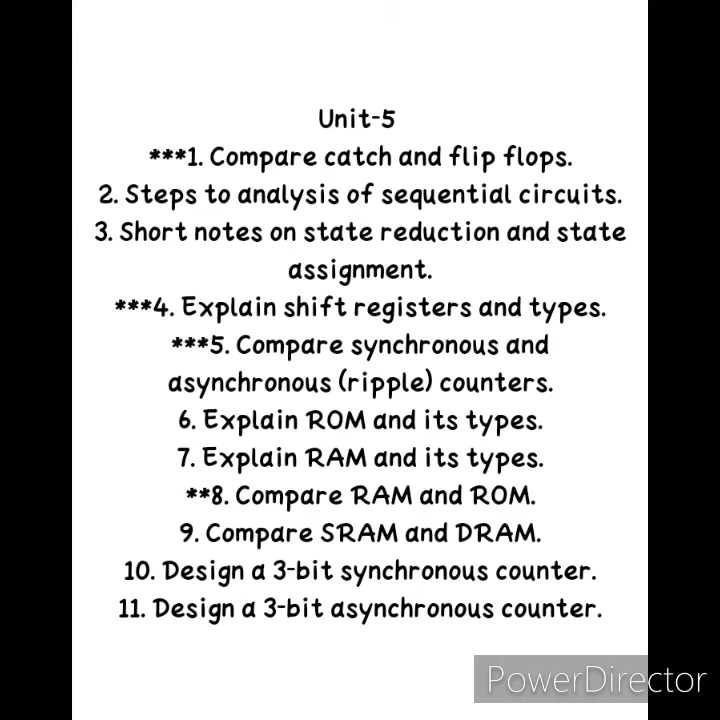 Unit-5
***1. Compare catch and flip flops.
2. Steps to analysis of sequential circuits.
3. Short notes on state reduction and state
assignment.
***4. Explain shift registers and types.
***5. Compare synchronous and
asynchronous (ripple) counters.
6. Explain ROM and its types.
7. Explain RAM and its types.
**8. Compare RAM and ROM.
9. Compare SRAM and DRAM.
10. Design a 3-bit synchronous counter.
11. Design a 3-bit asynchronous counter.
PowerDirector